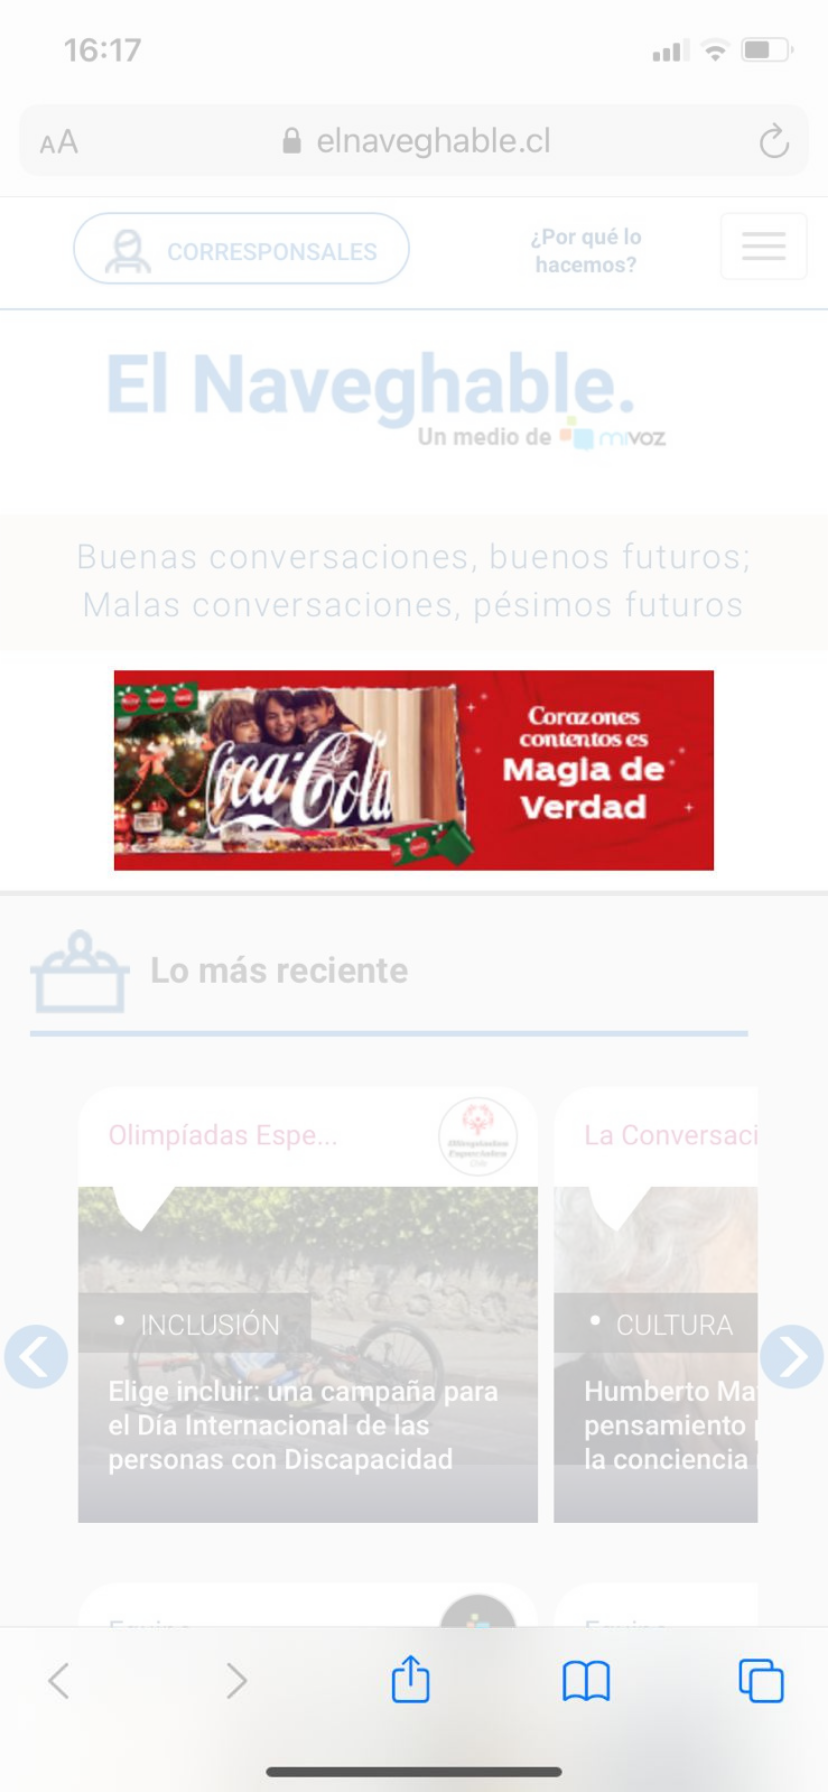 16:17
AA elnaveghable.cl
CORRESPONSALES
¿Por qué lo
hacemos?
El Naveghable.
Un medio de mivoz
Buenas conversaciones, buenos futuros;
Malas conversaciones, pésimos futuros
Coca-Cola
Corazones
contentos es
Magia de
Verdad
Lo más reciente
Olimpíadas Espe...
Olimpiadas
Especiales
Chile
INCLUSIÓN
Elige incluir: una campaña para
el Día Internacional de las
personas con Discapacidad
La Conversaci
CULTURA
Humberto Ma
pensamiento
la conciencia